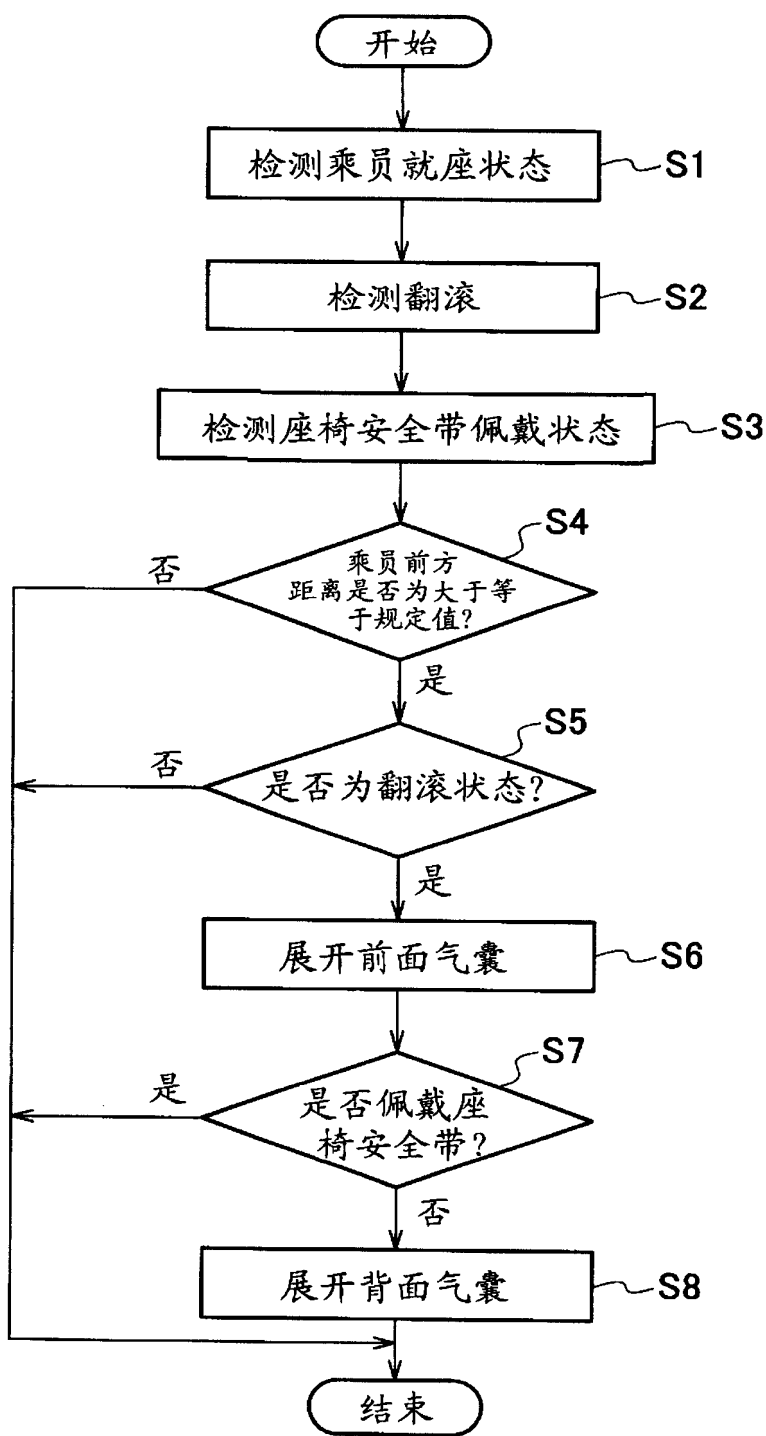 开始
检测乘员就座状态
S1
检测翻滚
S2
检测座椅安全带佩戴状态
S3
S4
否
乘员前方
距离是否为大于等
于规定值?
是
S5
否
是否为翻滚状态?
是
展开前面气囊
S6
S7
是
是否佩戴座
椅安全带?
否
展开背面气囊
S8
结束